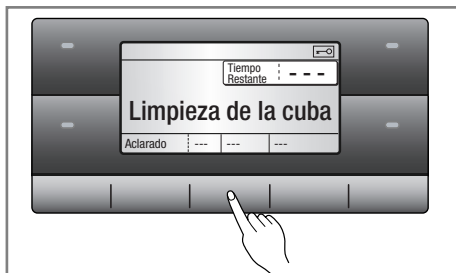 Tiempo
Restante - - -
Limpieza de la cuba
Aclarado --- --- ---